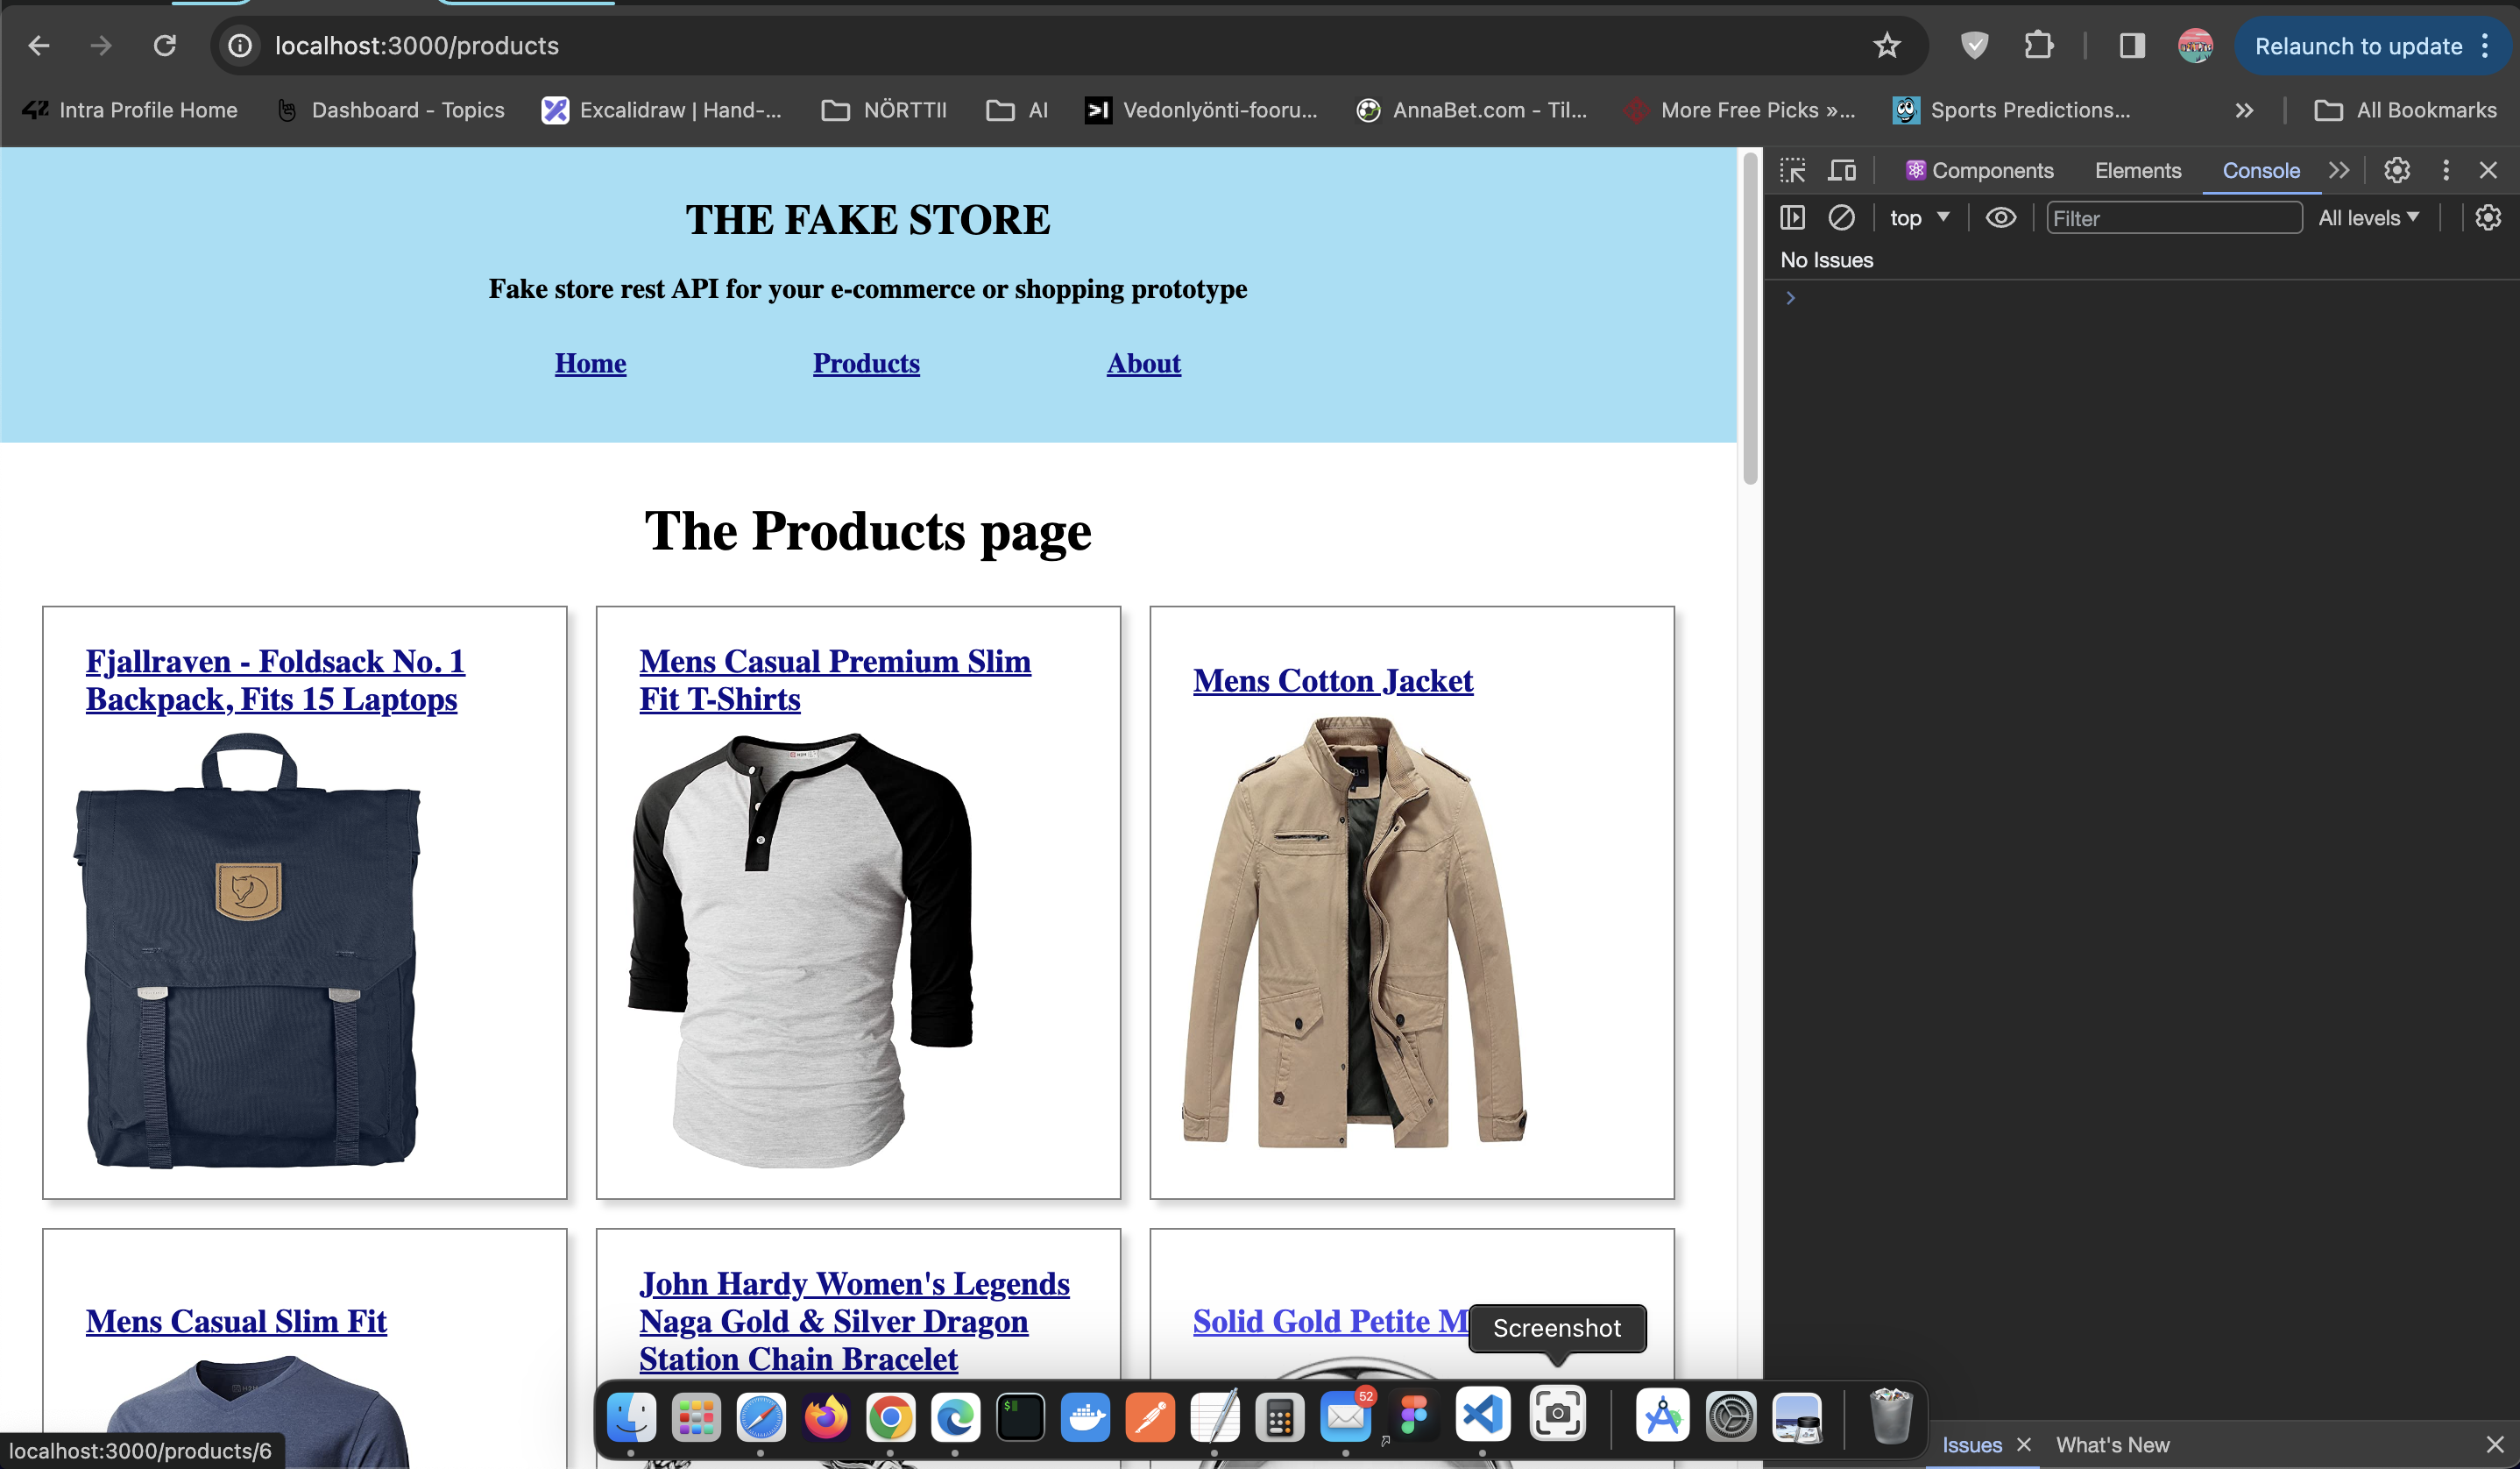 localhost:3000/products
Relaunch to update
Intra Profile Home
Dashboard - Topics
Excalidraw | Hand-...
NÖRTTII
AI
Vedonlyönti-fooru...
AnnaBet.com - Til...
More Free Picks »...
Sports Predictions...
All Bookmarks
THE FAKE STORE
Fake store rest API for your e-commerce or shopping prototype
Home
Products
About
The Products page
Fjallraven - Foldsack No. 1
Backpack, Fits 15 Laptops
Mens Casual Premium Slim
Fit T-Shirts
Mens Cotton Jacket
Mens Casual Slim Fit
John Hardy Women's Legends
Naga Gold & Silver Dragon
Station Chain Bracelet
Solid Gold Petite M
Screenshot
52
localhost:3000/products/6
Components
Elements
Console
top
Filter
All levels
No Issues
Issues
What's New